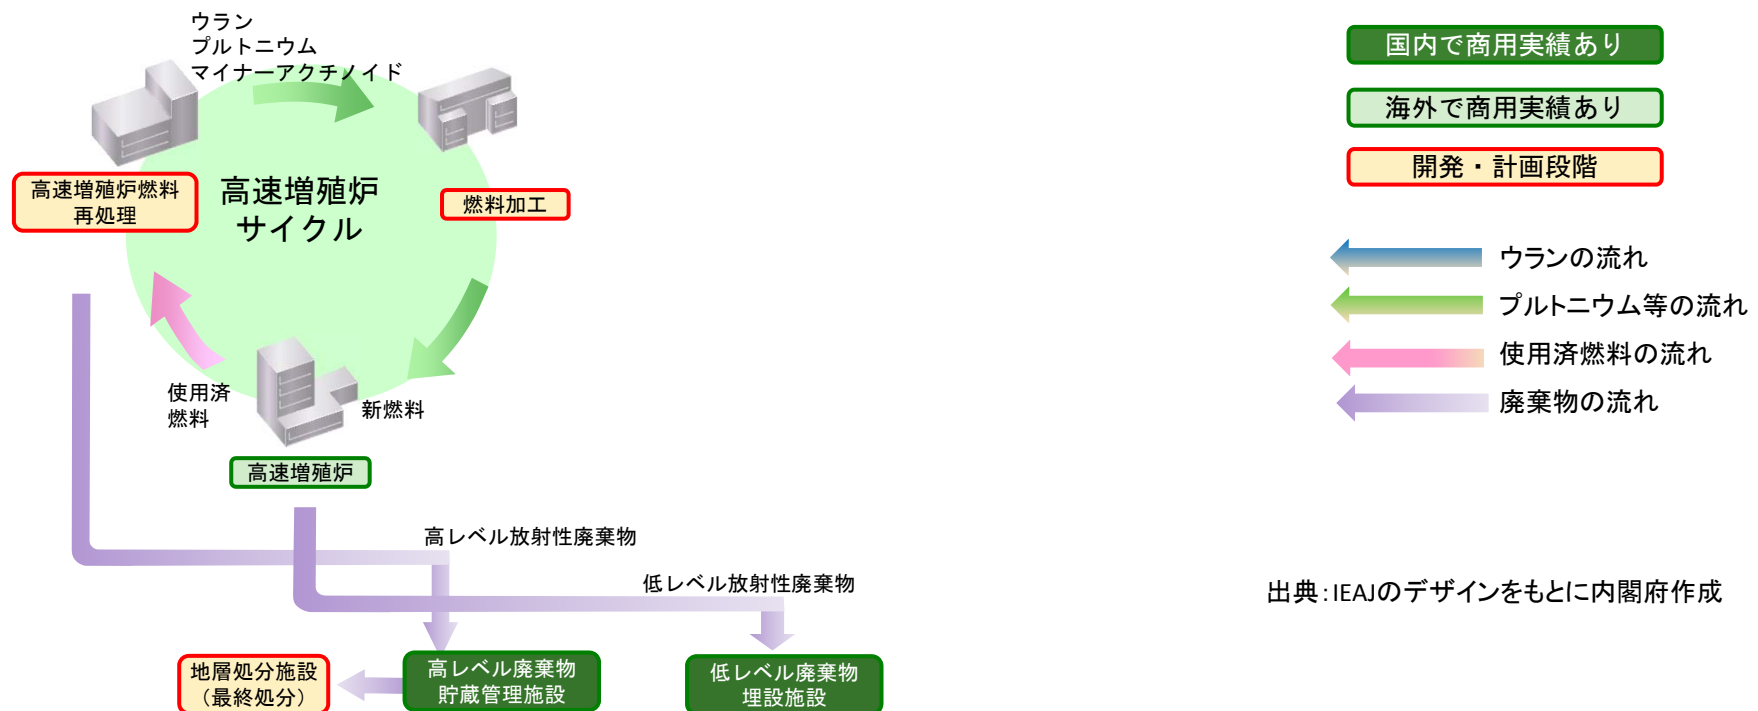 ウラン
プルトニウム
マイナーアクチノイド
高速増殖炉燃料
再処理
高速増殖炉
サイクル
燃料加工
使用済
燃料
新燃料
高速増殖炉
高レベル放射性廃棄物
低レベル放射性廃棄物
地層処分施設
（最終処分）
高レベル廃棄物
貯蔵管理施設
低レベル廃棄物
埋設施設
国内で商用実績あり
海外で商用実績あり
開発・計画段階
ウランの流れ
プルトニウム等の流れ
使用済燃料の流れ
廃棄物の流れ
出典：IEAJのデザインをもとに内閣府作成